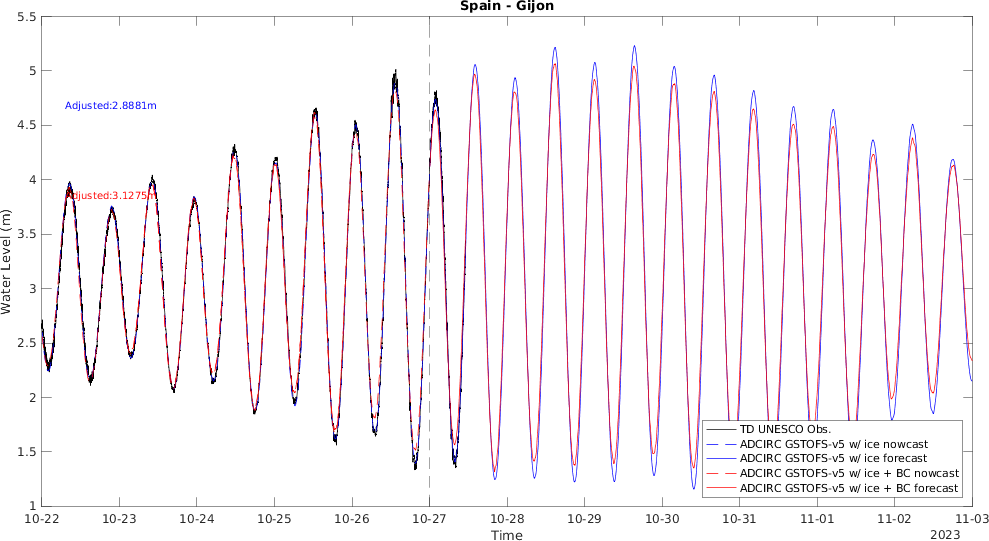 Spain - Gijon
5.5
5
4.5
4
3.5
3
2.5
2
1.5
1
Water Level (m)
Adjusted:2.8881m
Adjusted:3.1275m
TD UNESCO Obs.
ADCIRC GSTOFS-v5 w/ ice nowcast
ADCIRC GSTOFS-v5 w/ ice forecast
ADCIRC GSTOFS-v5 w/ ice + BC nowcast
ADCIRC GSTOFS-v5 w/ ice + BC forecast
10-22 10-23 10-24 10-25 10-26 10-27 10-28 10-29 10-30 10-31 11-01 11-02 11-03
Time
2023